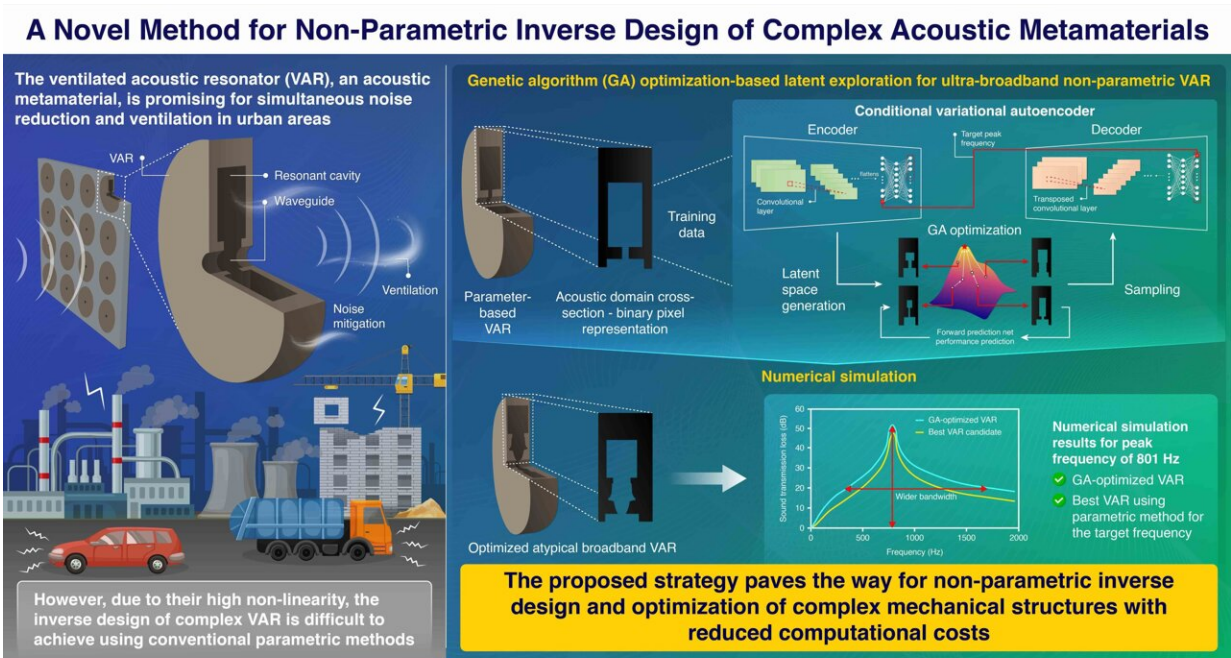 A Novel Method for Non-Parametric Inverse Design of Complex Acoustic Metamaterials
The ventilated acoustic resonator (VAR), an acoustic
metamaterial, is promising for simultaneous noise
reduction and ventilation in urban areas
VAR
Resonant cavity
Waveguide
Ventilation
Noise
mitigation
However, due to their high non-linearity, the
inverse design of complex VAR is difficult to
achieve using conventional parametric methods
Genetic algorithm (GA) optimization-based latent exploration for ultra-broadband non-parametric VAR
Parameter-
based
VAR
Acoustic domain cross-
section - binary pixel
representation
Training
data
Conditional variational autoencoder
Encoder
Target peak
frequency
Decoder
flattens
Convolutional
layer
Transposed
convolutional layer
GA optimization
Latent
space
generation
Sampling
Forward prediction net
performance prediction
Numerical simulation
Optimized atypical broadband VAR
Sound transmission loss (dB)
60
50
40
30
20
10
0
GA-optimized VAR
Best VAR candidate
Wider bandwidth
0
500
1000
1500
2000
Frequency (Hz)
Numerical simulation
results for peak
frequency of 801 Hz
GA-optimized VAR
Best VAR using
parametric method for
the target frequency
The proposed strategy paves the way for non-parametric inverse
design and optimization of complex mechanical structures with
reduced computational costs